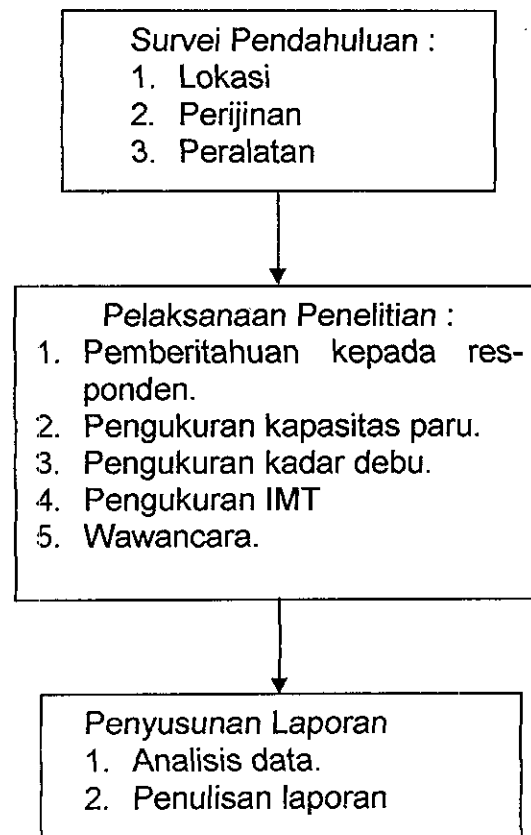 Survei Pendahuluan :
1. Lokasi
2. Perijinan
3. Peralatan
Pelaksanaan Penelitian :
1. Pemberitahuan kepada res-
ponden.
2. Pengukuran kapasitas paru.
3. Pengukuran kadar debu.
4. Pengukuran IMT
5. Wawancara.
Penyusunan Laporan
1. Analisis data.
2. Penulisan laporan